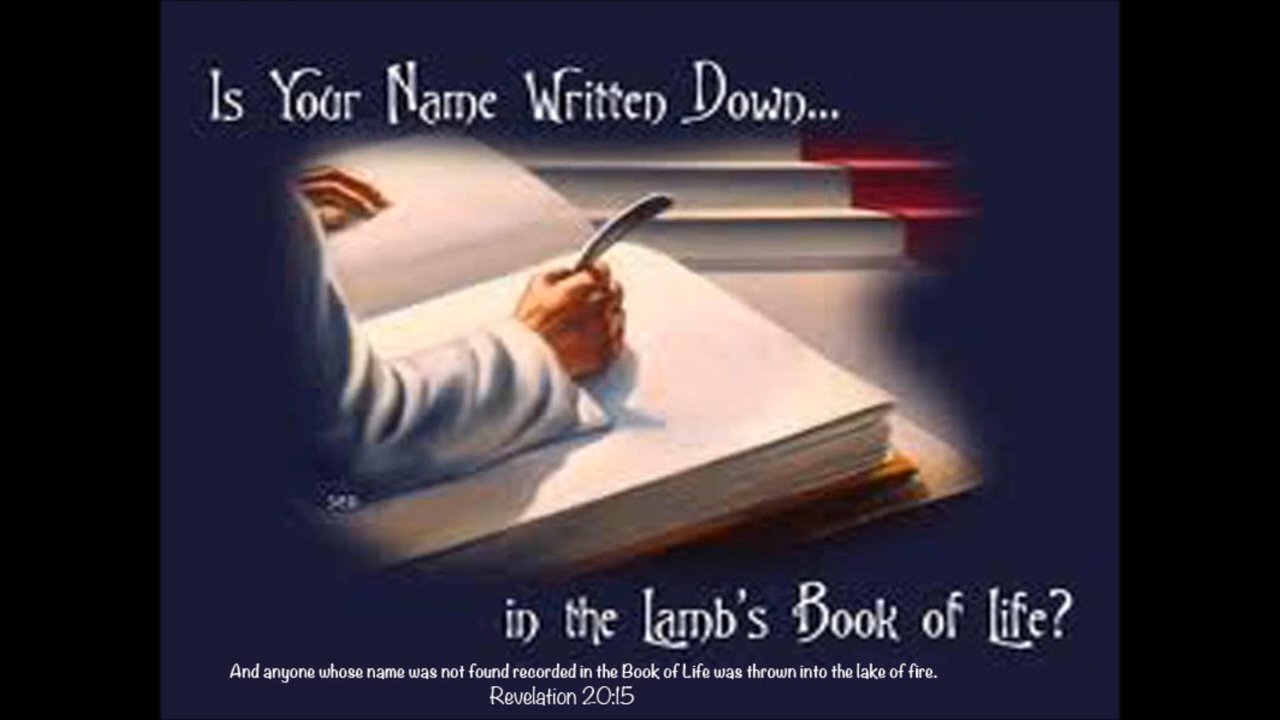 Is Your Name Written Down...
in the Lamb's Book of Life?
And anyone whose name was not found recorded in the Book of Life was thrown into the lake of fire.
Revelation 20:15